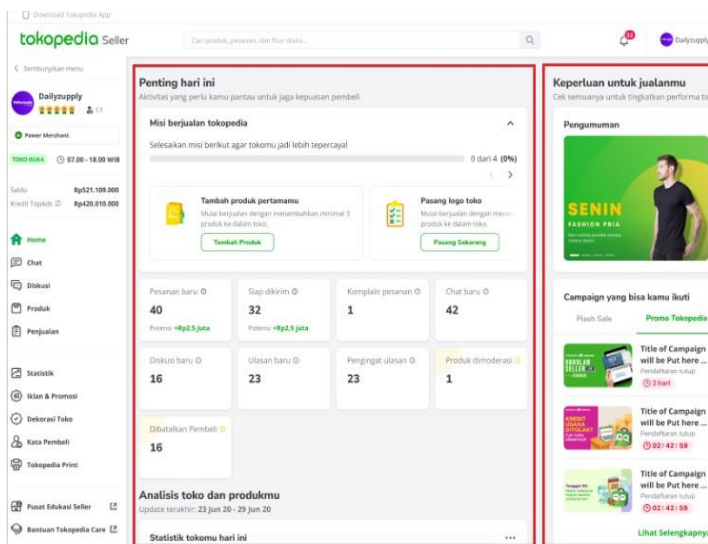 Download Tokopedia App
tokopedia Seller
Cari produk, pesanan, dan fitur disini...
Dailyzupply
Sembunyikan menu
Dailyzupply
17
Power Merchant
TOKO BUKA
07.00 - 18.00 WIB
Saldo Rp521.109.000
Kredit TopAds Rp420.010.000
Home
Chat
Diskusi
Produk
Penjualan
Statistik
Iklan & Promosi
Dekorasi Toko
Kata Pembeli
Tokopedia Print
Pusat Edukasi Seller
Bantuan Tokopedia Care
Penting hari ini
Aktivitas yang perlu kamu pantau untuk jaga kepuasan pembeli
Misi berjualan tokopedia
Selesaikan misi berikut agar tokomu jadi lebih tepercaya!
0 dari 4 (0%)
Tambah produk pertamamu
Mulai berjualan dengan menambahkan minimal 3
produk ke dalam toko.
Tambah Produk
Pasang logo toko
Mulai berjualan dengan
produk ke dalam toko.
Pasang Sekarang
Pesanan baru
40
Potensi +Rp2,5 juta
Siap dikirim
32
Potensi +Rp2,5 juta
Komplain pesanan
1
Chat baru
42
Diskusi baru
16
Ulasan baru
23
Pengingat ulasan
23
Produk dimoderasi
1
Dibatalkan Pembeli
16
Analisis toko dan produkmu
Update terakhir: 23 Jun 20 - 29 Jun 20
Statistik tokomu hari ini
Keperluan untuk jualanmu
Cek semuanya untuk tingkatkan performa to
Pengumuman
SENIN
FASHION PRIA
Campaign yang bisa kamu ikuti
Flash Sale
Promo Tokopedia
Title of Campaign
will be Put here ...
Pendaftaran tutup
2 hari
Title of Campaign
will be Put here ...
Pendaftaran tutup
02 : 42 : 59
Title of Campaign
will be Put here ...
Pendaftaran tutup
02 : 42 : 59
Lihat Selengkapnya